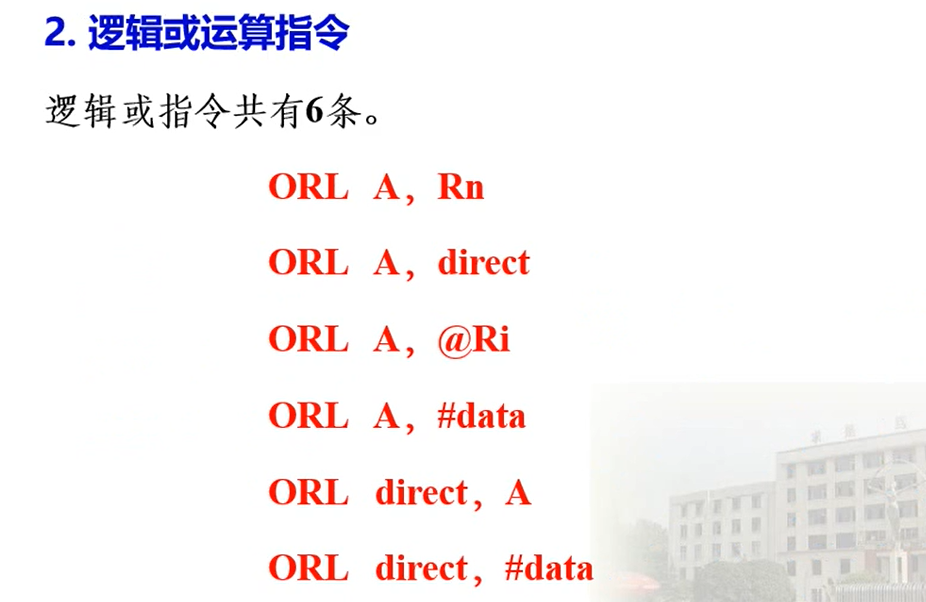 2. 逻辑或运算指令
逻辑或指令共有6条。
ORL A，Rn
ORL A，direct
ORL A，@Ri
ORL A，#data
ORL direct，A
ORL direct，#data